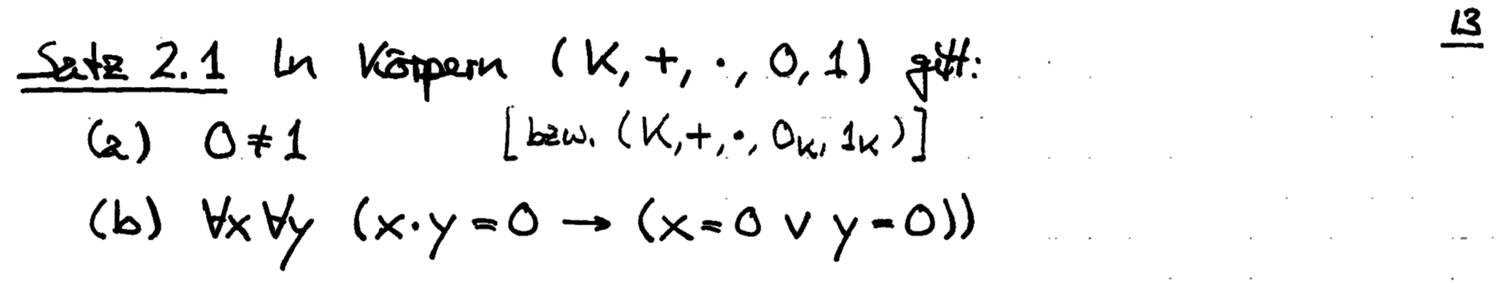 13
Satz 2.1 In Körpern (K, +, ·, 0, 1) gilt:
(a) 0 ≠ 1 [bzw. (K, +, ·, 0_K, 1_K)]
(b) ∀x ∀y (x·y = 0 → (x = 0 ∨ y = 0))